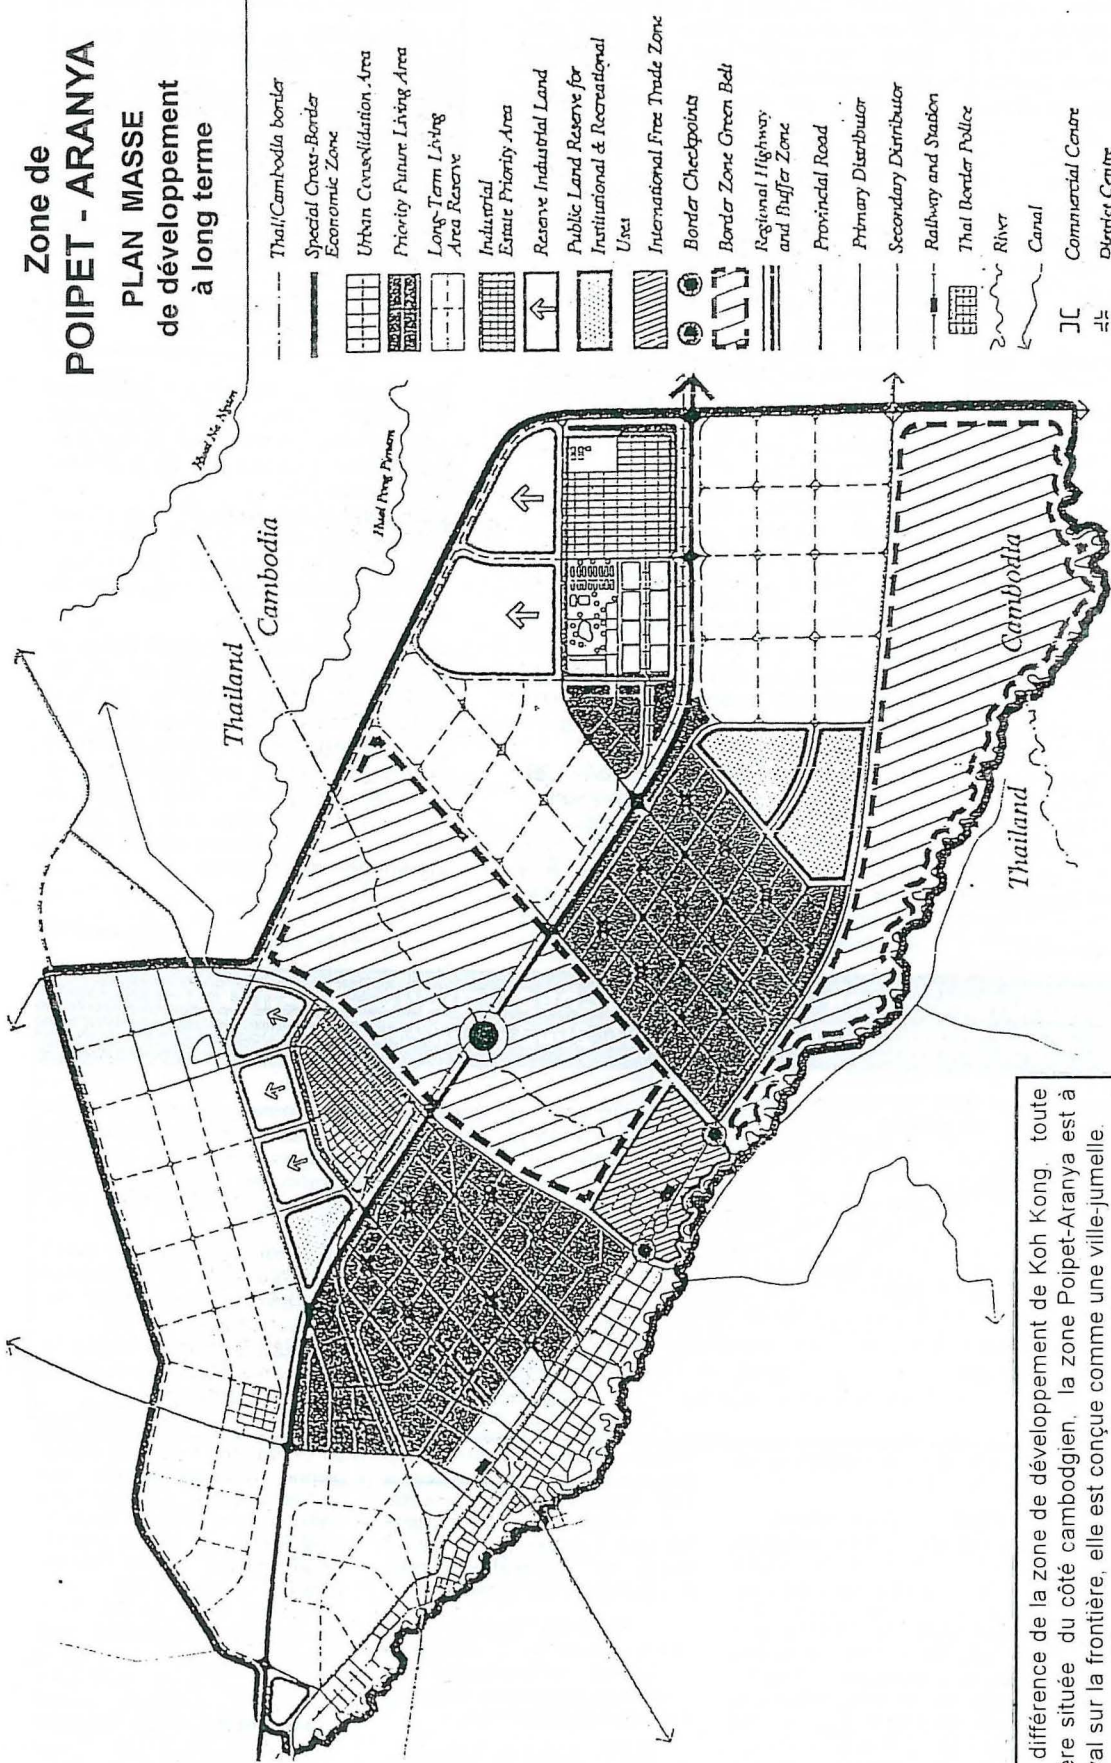 Zone de
POIPET - ARANYA
PLAN MASSE
de développement
à long terme
Thai/Cambodia border
Special Cross-Border
Economic Zone
Urban Consolidation Area
Priority Future Living Area
Long-Term Living
Area Reserve
Industrial
Estate Priority Area
Reserve Industrial Land
Public Land Reserve for
Institutional & Recreational
Uses
International Free Trade Zone
Border Checkpoints
Border Zone Green Belt
Regional Highway
and Buffer Zone
Provincial Road
Primary Distributor
Secondary Distributor
Railway and Station
Thai Border Police
River
Canal
Commercial Centre
District Centre
Thailand
Cambodia
Cambodia
Thailand
différence de la zone de développement de Koh Kong, toute
ère située du côté cambodgien, la zone Poipet-Aranya est à
al sur la frontière, elle est conçue comme une ville-jumelle.